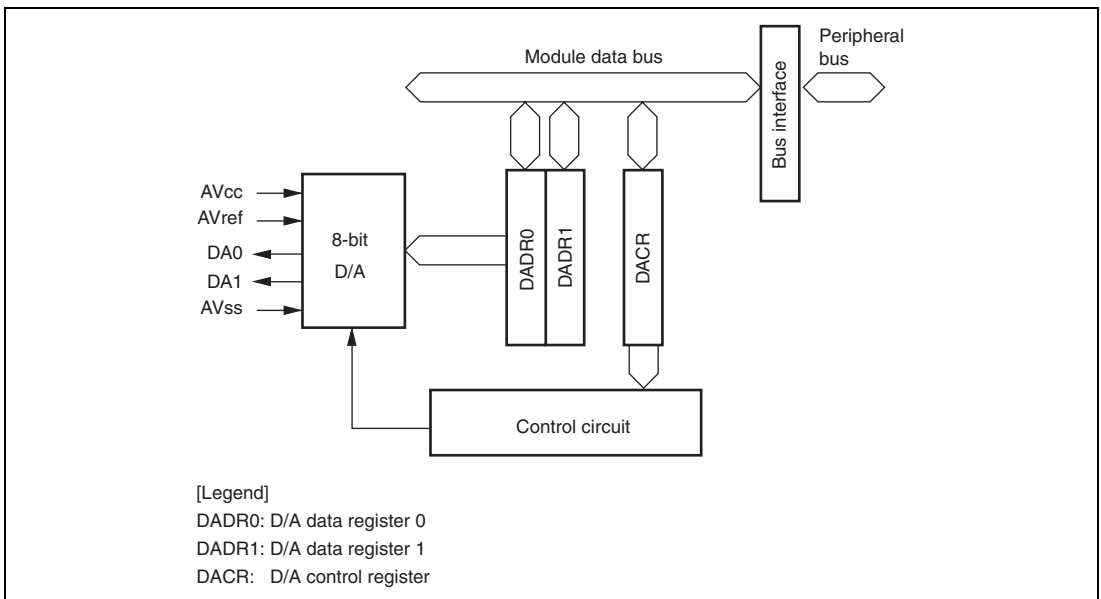 Module data bus
Peripheral
bus
Bus interface
AVcc
AVref
DA0
DA1
AVss
8-bit
D/A
DADR0
DADR1
DACR
Control circuit
[Legend]
DADR0: D/A data register 0
DADR1: D/A data register 1
DACR: D/A control register